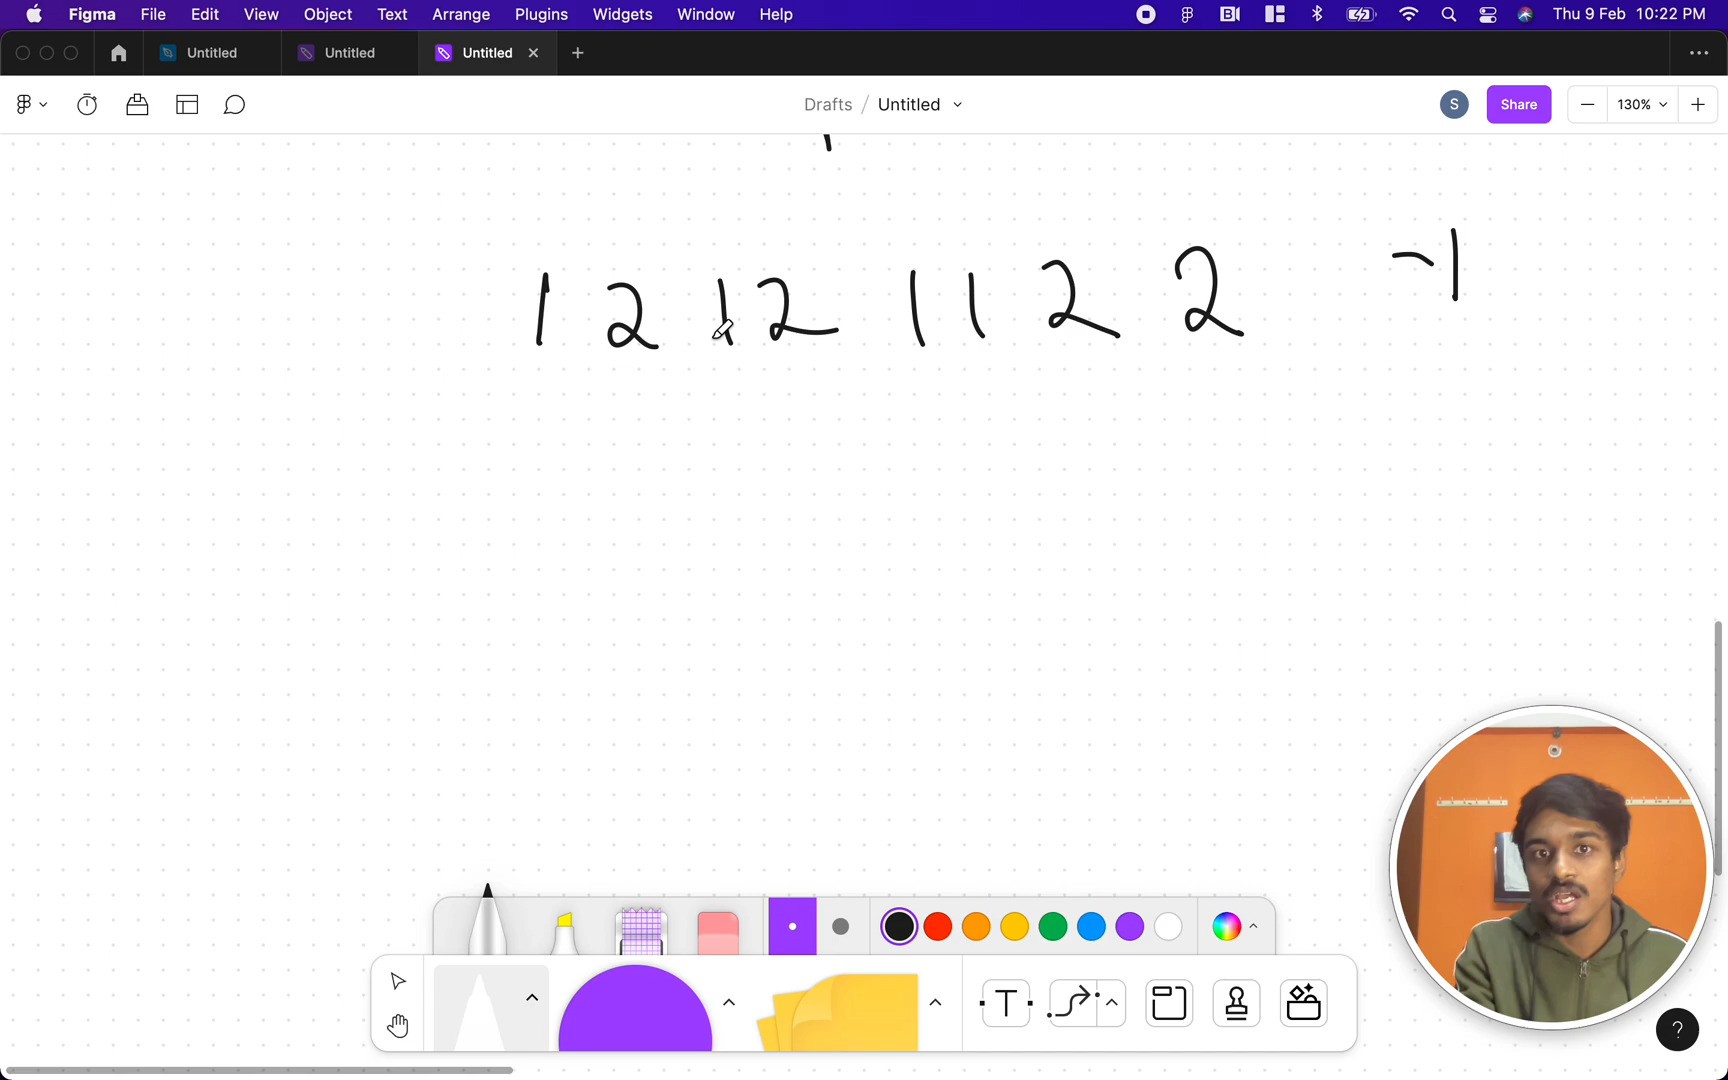 Figma File Edit View Object Text Arrange Plugins Widgets Window Help Thu 9 Feb 10:22 PM
Untitled Untitled Untitled
Drafts / Untitled S Share 130%
1 2 1 2 1 1 2 2 -1
T
?